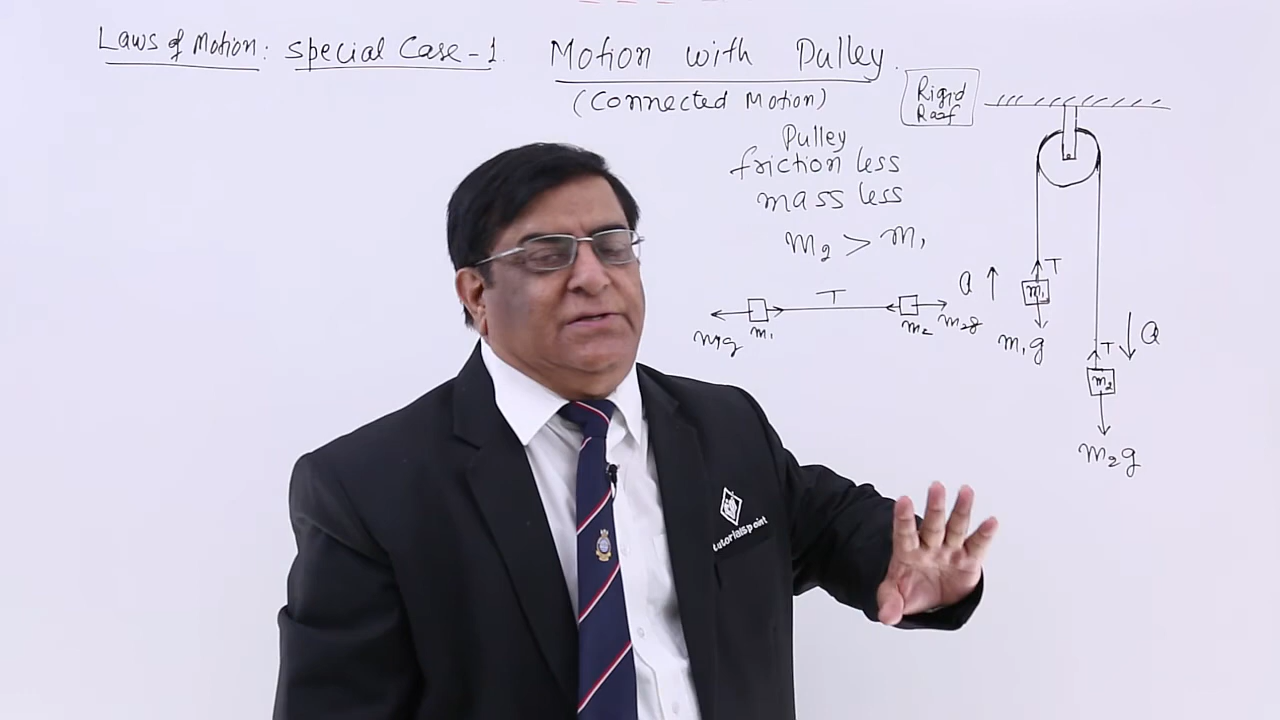 Laws of Motion: Special Case-1. Motion with Pulley.
(Connected Motion)
Rigid
Roof
Pulley
friction less
mass less
m₂ > m₁
T
m₁g
m₁
m₂
m₂g
a
T
m₁
m₁g
a
T
m₂
m₂g
tutorialspoint